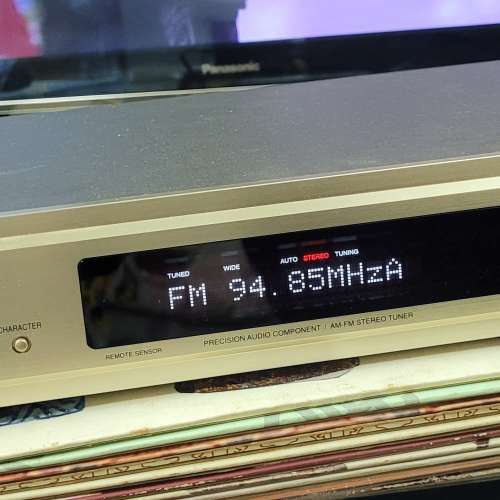 Panasonic
AUTO STEREO TUNING
TUNED WIDE
FM 94.85MHzA
CHARACTER
REMOTE SENSOR
PRECISION AUDIO COMPONENT / AM-FM STEREO TUNER